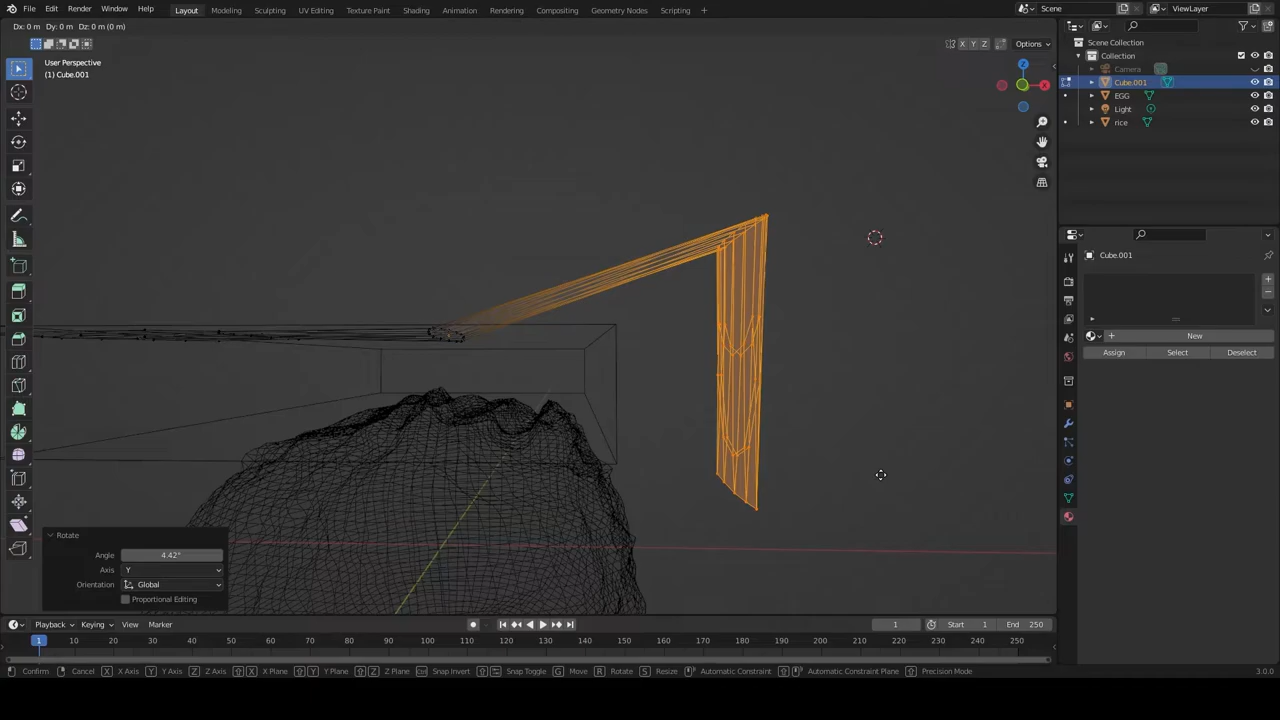 File Edit Render Window Help Layout Modeling Sculpting UV Editing Texture Paint Shading Animation Rendering Compositing Geometry Nodes Scripting + Scene ViewLayer
Dx: 0 m Dy: 0 m Dz: 0 m (0 m)
X Y Z Options
User Perspective
(1) Cube.001
Z
X
Scene Collection
Collection
Camera
Cube.001
EGG
Light
rice
Cube.001
+ New
Assign Select Deselect
Rotate
Angle 4.42°
Axis Y
Orientation Global
Proportional Editing
Playback Keying View Marker 1 Start 1 End 250
1 10 20 30 40 50 60 70 80 90 100 110 120 130 140 150 160 170 180 190 200 210 220 230 240 250
Confirm Cancel X X Axis Y Y Axis Z Z Axis X X Plane Y Y Plane Z Z Plane Snap Invert Snap Toggle G Move R Rotate S Resize Automatic Constraint Automatic Constraint Plane Precision Mode 3.0.0